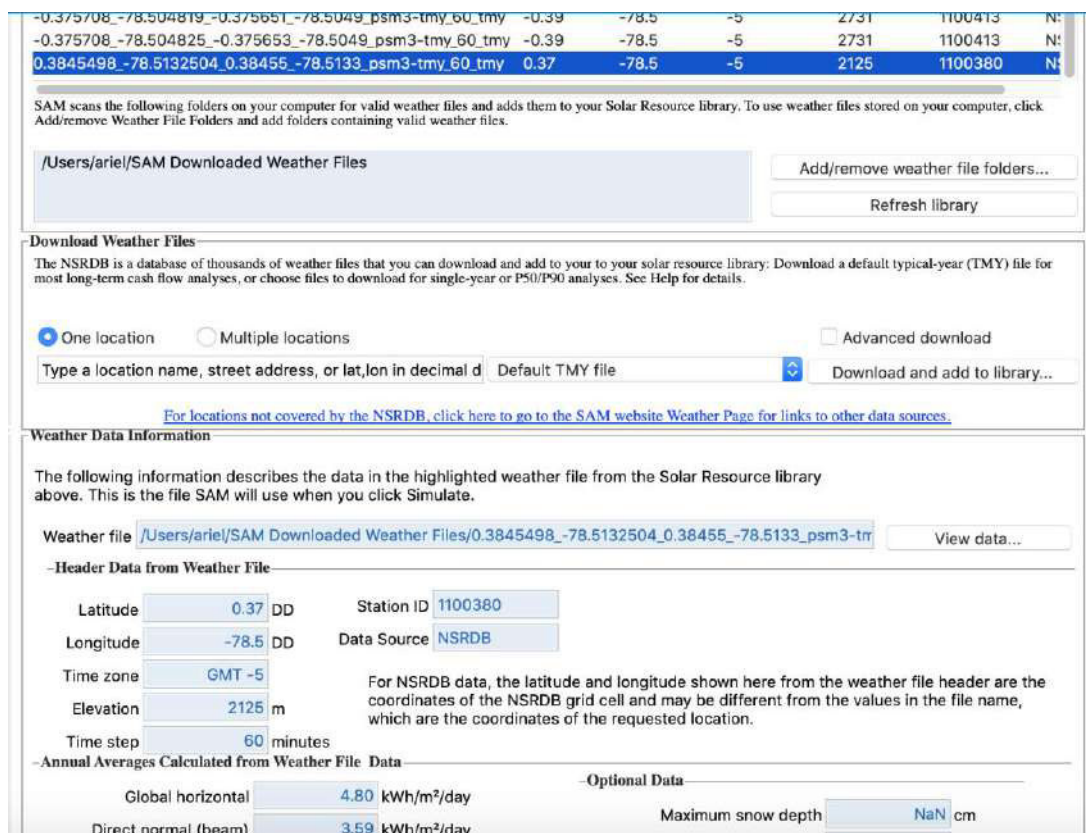 -0.375708_-78.504819_-0.375651_-78.5049_psm3-tmy_60_tmy -0.39 -78.5 -5 2731 1100413 N
-0.375708_-78.504825_-0.375653_-78.5049_psm3-tmy_60_tmy -0.39 -78.5 -5 2731 1100413 N
0.3845498_-78.5132504_0.38455_-78.5133_psm3-tmy_60_tmy 0.37 -78.5 -5 2125 1100380 N
SAM scans the following folders on your computer for valid weather files and adds them to your Solar Resource library. To use weather files stored on your computer, click
Add/remove Weather File Folders and add folders containing valid weather files.
/Users/ariel/SAM Downloaded Weather Files
Add/remove weather file folders...
Refresh library
Download Weather Files
The NSRDB is a database of thousands of weather files that you can download and add to your to your solar resource library: Download a default typical-year (TMY) file for
most long-term cash flow analyses, or choose files to download for single-year or P50/P90 analyses. See Help for details.
One location Multiple locations Advanced download
Type a location name, street address, or lat,lon in decimal d Default TMY file Download and add to library...
For locations not covered by the NSRDB, click here to go to the SAM website Weather Page for links to other data sources.
Weather Data Information
The following information describes the data in the highlighted weather file from the Solar Resource library
above. This is the file SAM will use when you click Simulate.
Weather file /Users/ariel/SAM Downloaded Weather Files/0.3845498_-78.5132504_0.38455_-78.5133_psm3-tm View data...
Header Data from Weather File
Latitude 0.37 DD Station ID 1100380
Longitude -78.5 DD Data Source NSRDB
Time zone GMT -5
Elevation 2125 m
Time step 60 minutes
For NSRDB data, the latitude and longitude shown here from the weather file header are the
coordinates of the NSRDB grid cell and may be different from the values in the file name,
which are the coordinates of the requested location.
Annual Averages Calculated from Weather File Data
Global horizontal 4.80 kWh/m²/day
Direct normal (beam) 3.59 kWh/m²/day
Optional Data
Maximum snow depth NaN cm